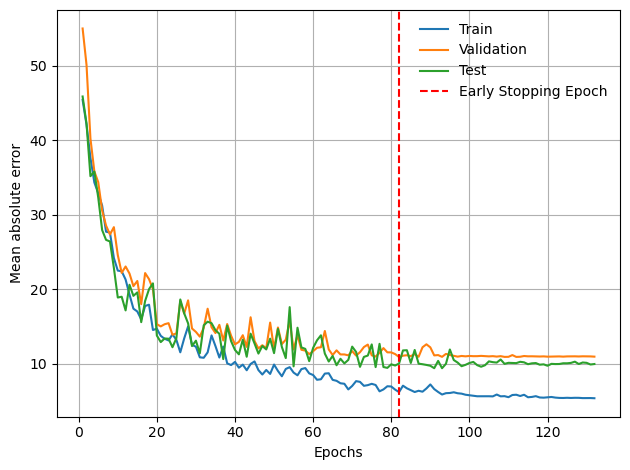 Train
Validation
Test
Early Stopping Epoch
Mean absolute error
50
40
30
20
10
0 20 40 60 80 100 120
Epochs